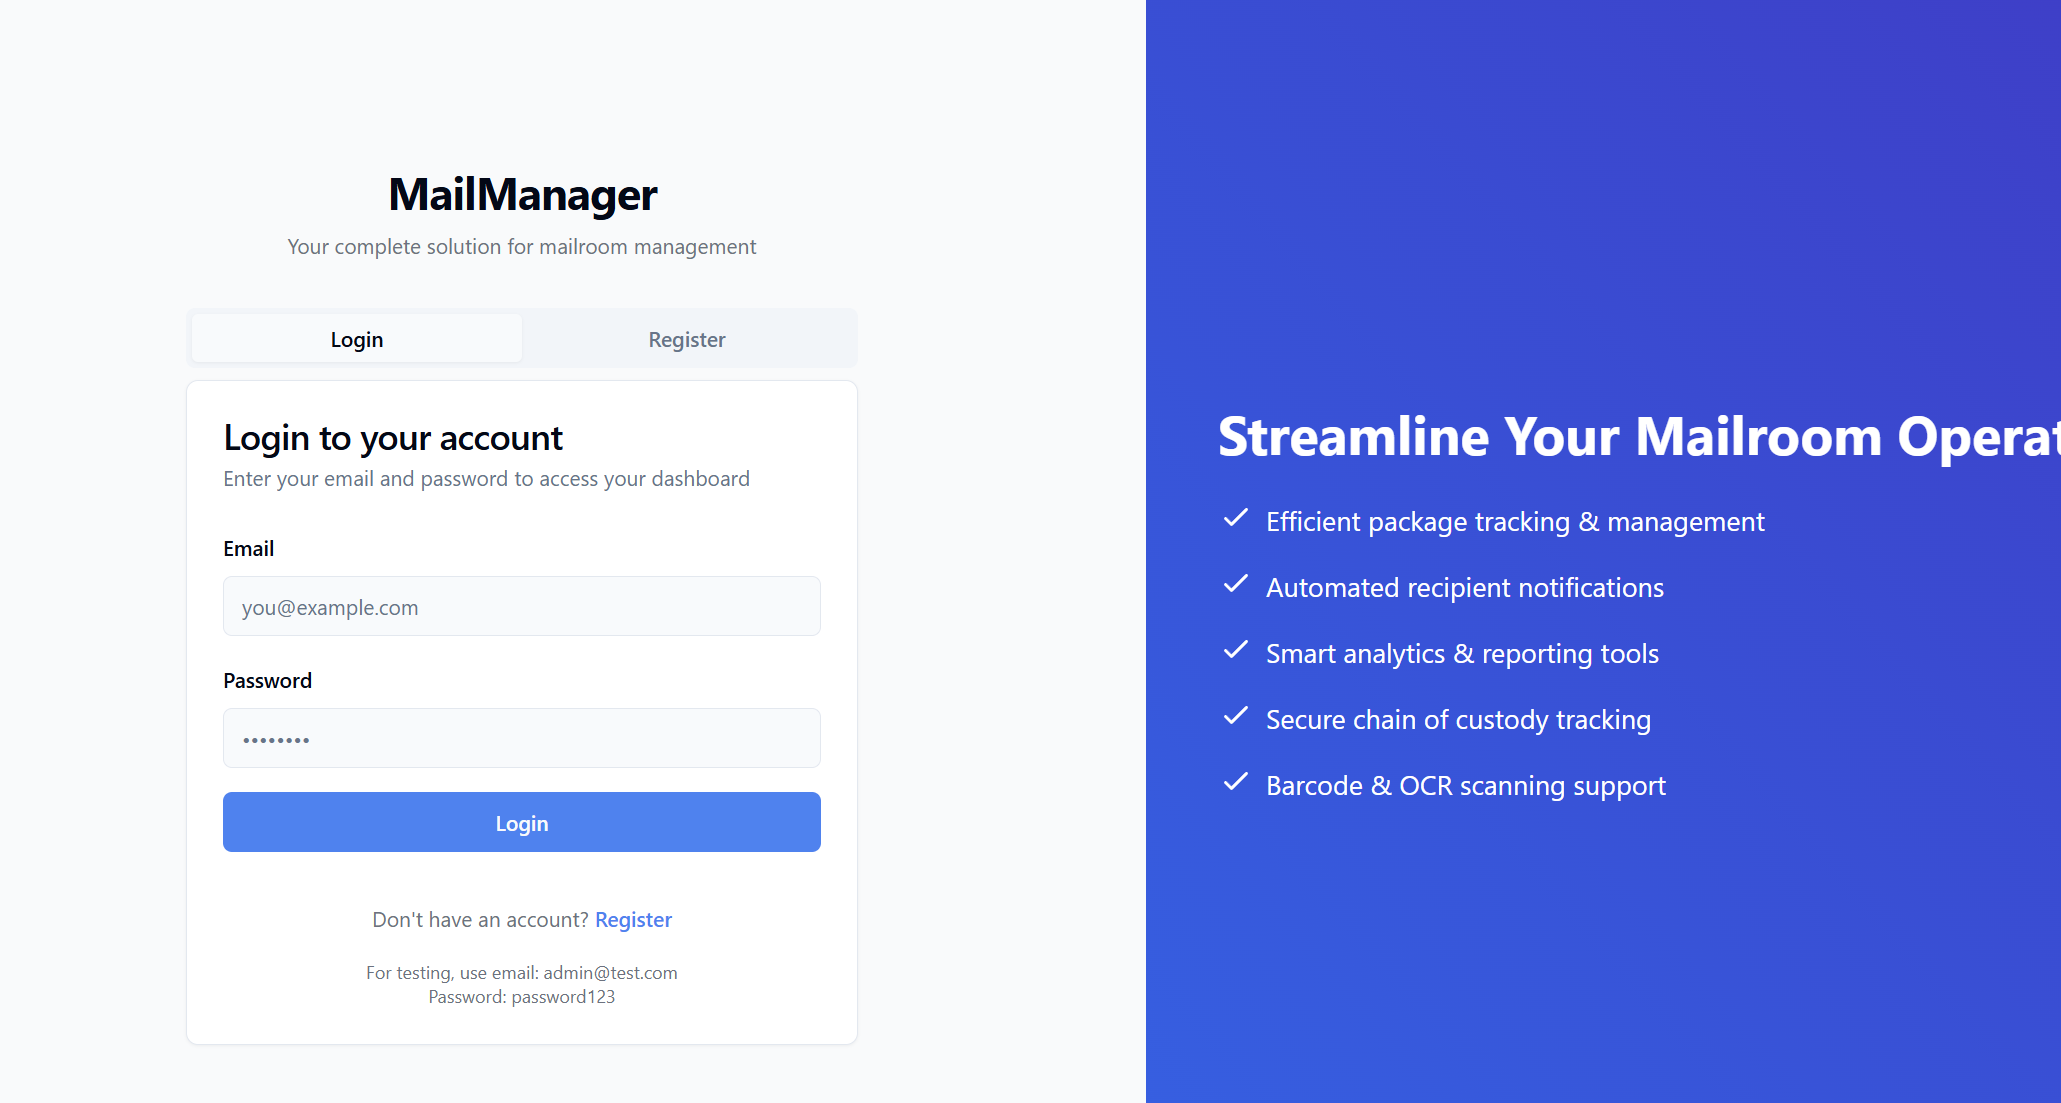 MailManager
Your complete solution for mailroom management
Login
Register
Login to your account
Enter your email and password to access your dashboard
Email
you@example.com
Password
••••••••
Login
Don't have an account? Register
For testing, use email: admin@test.com
Password: password123
Streamline Your Mailroom Operat
Efficient package tracking & management
Automated recipient notifications
Smart analytics & reporting tools
Secure chain of custody tracking
Barcode & OCR scanning support